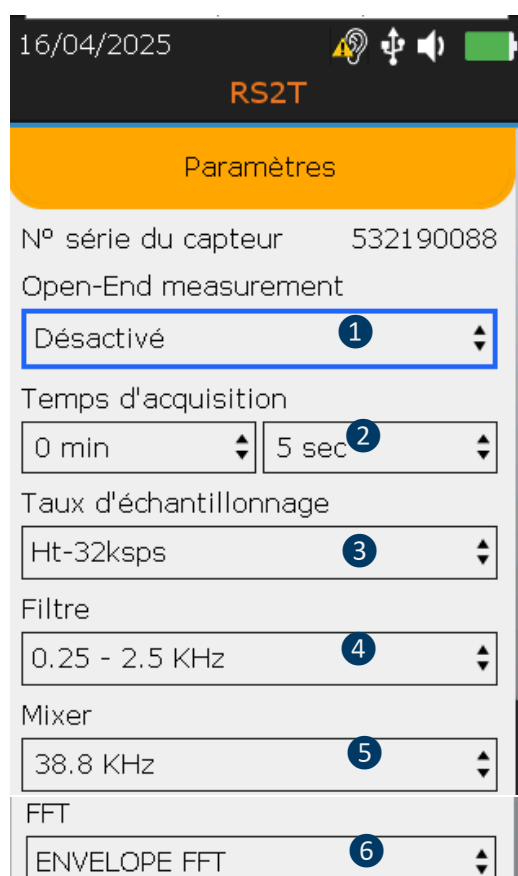 16/04/2025
RS2T
Paramètres
Nº série du capteur 532190088
Open-End measurement
Désactivé 1
Temps d'acquisition
0 min 5 sec 2
Taux d'échantillonnage
Ht-32ksps 3
Filtre
0.25 - 2.5 KHz 4
Mixer
38.8 KHz 5
FFT
ENVELOPE FFT 6